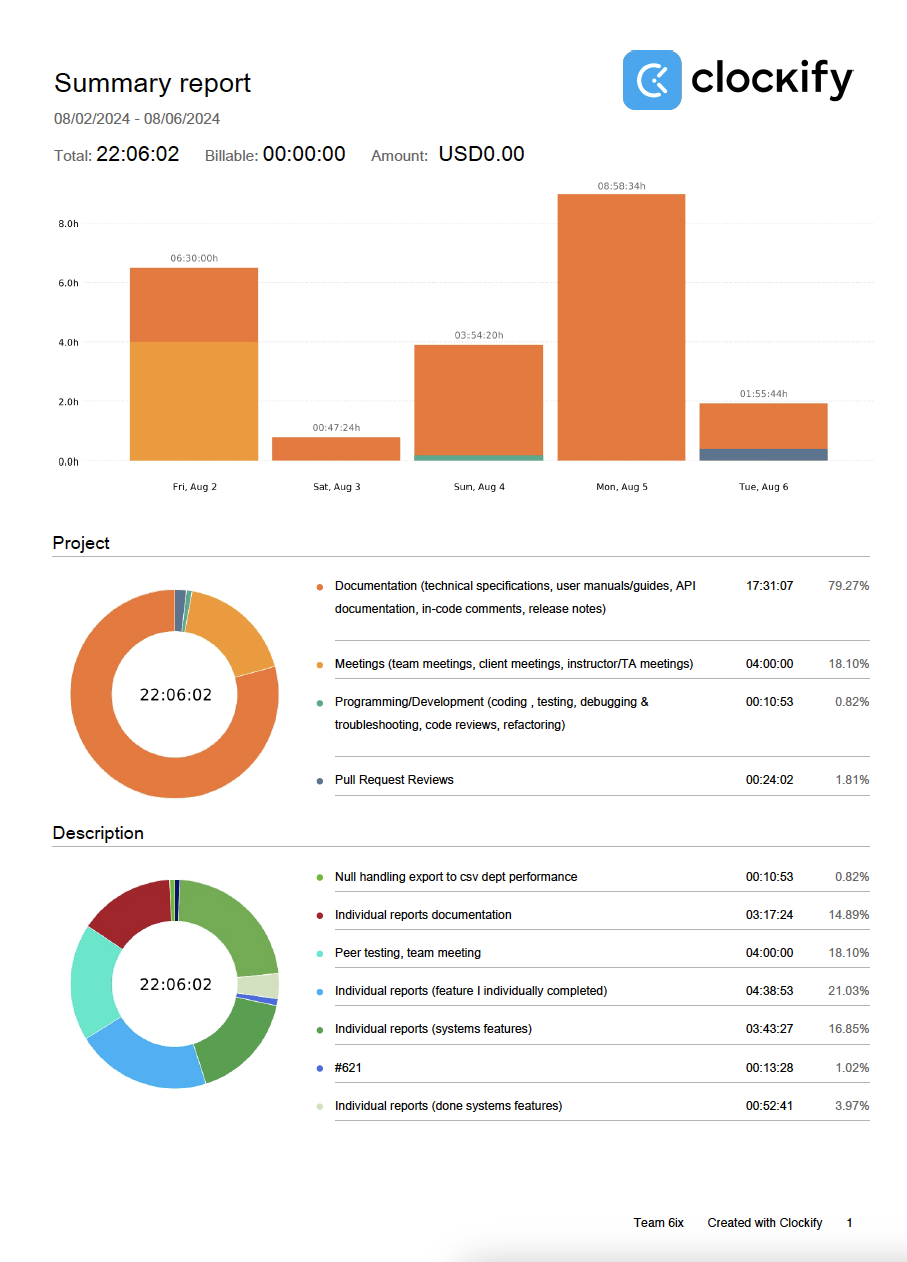 Summary report
clockify
08/02/2024 - 08/06/2024
Total: 22:06:02 Billable: 00:00:00 Amount: USD0.00
08:58:34h
8.0h
06:30:00h
6.0h
03:54:20h
4.0h
01:55:44h
2.0h
00:47:24h
0.0h
Fri, Aug 2 Sat, Aug 3 Sun, Aug 4 Mon, Aug 5 Tue, Aug 6
Project
22:06:02
Documentation (technical specifications, user manuals/guides, API 17:31:07 79.27%
documentation, in-code comments, release notes)
Meetings (team meetings, client meetings, instructor/TA meetings) 04:00:00 18.10%
Programming/Development (coding , testing, debugging & 00:10:53 0.82%
troubleshooting, code reviews, refactoring)
Pull Request Reviews 00:24:02 1.81%
Description
22:06:02
Null handling export to csv dept performance 00:10:53 0.82%
Individual reports documentation 03:17:24 14.89%
Peer testing, team meeting 04:00:00 18.10%
Individual reports (feature I individually completed) 04:38:53 21.03%
Individual reports (systems features) 03:43:27 16.85%
#621 00:13:28 1.02%
Individual reports (done systems features) 00:52:41 3.97%
Team 6ix Created with Clockify 1